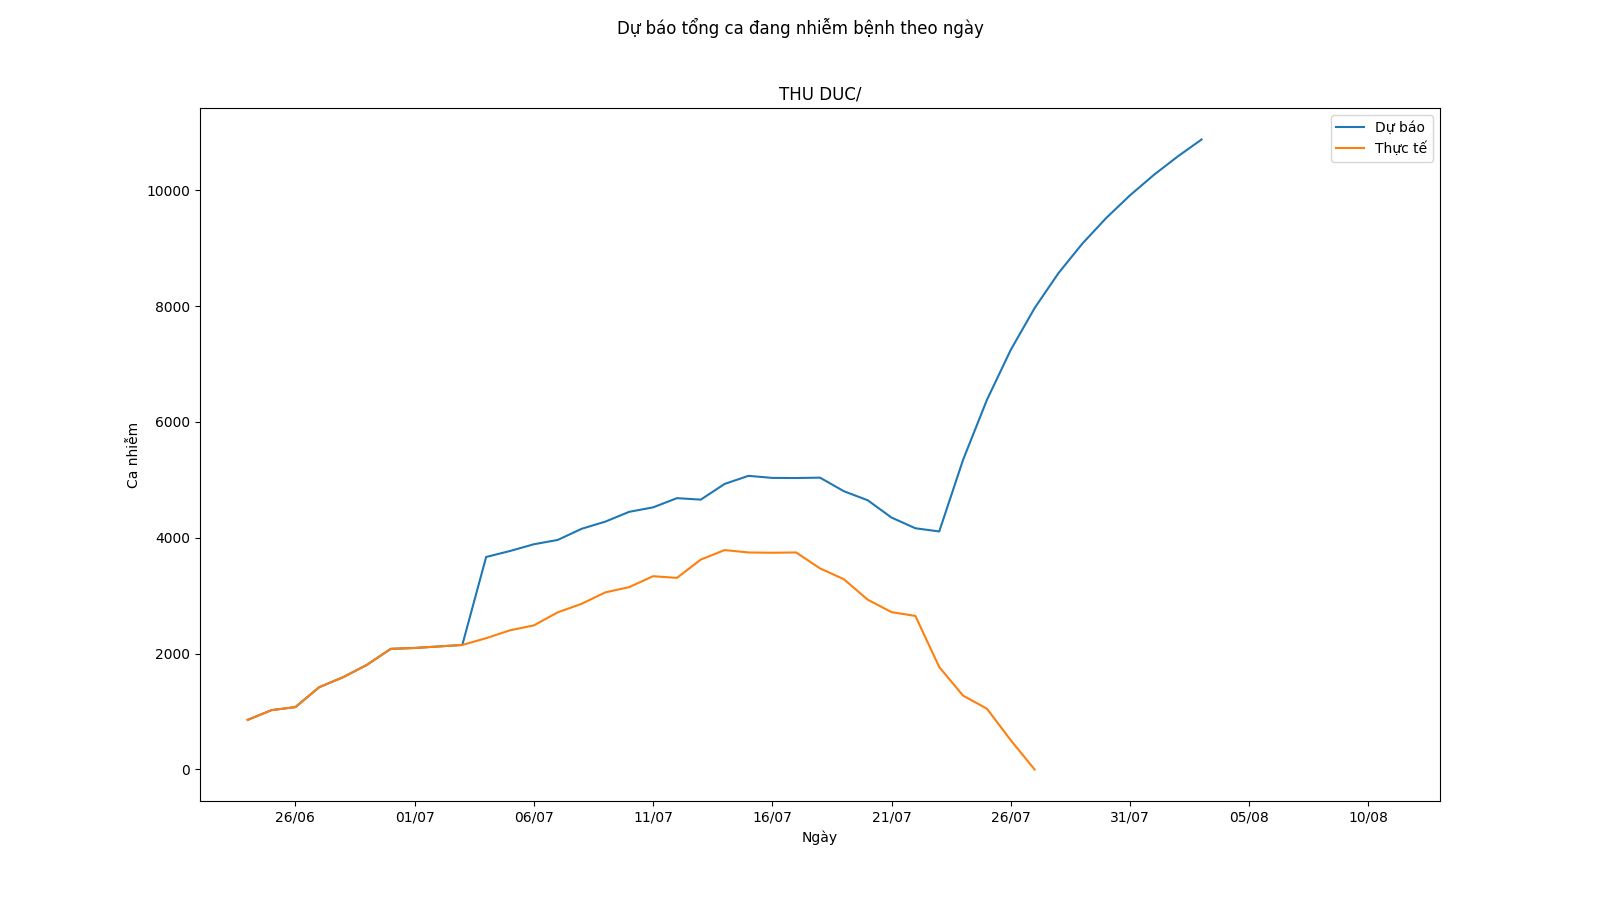 Dự báo tổng ca đang nhiễm bệnh theo ngày
THU DUC/
Dự báo
Thực tế
10000
8000
6000
4000
2000
0
Ca nhiễm
26/06 01/07 06/07 11/07 16/07 21/07 26/07 31/07 05/08 10/08
Ngày